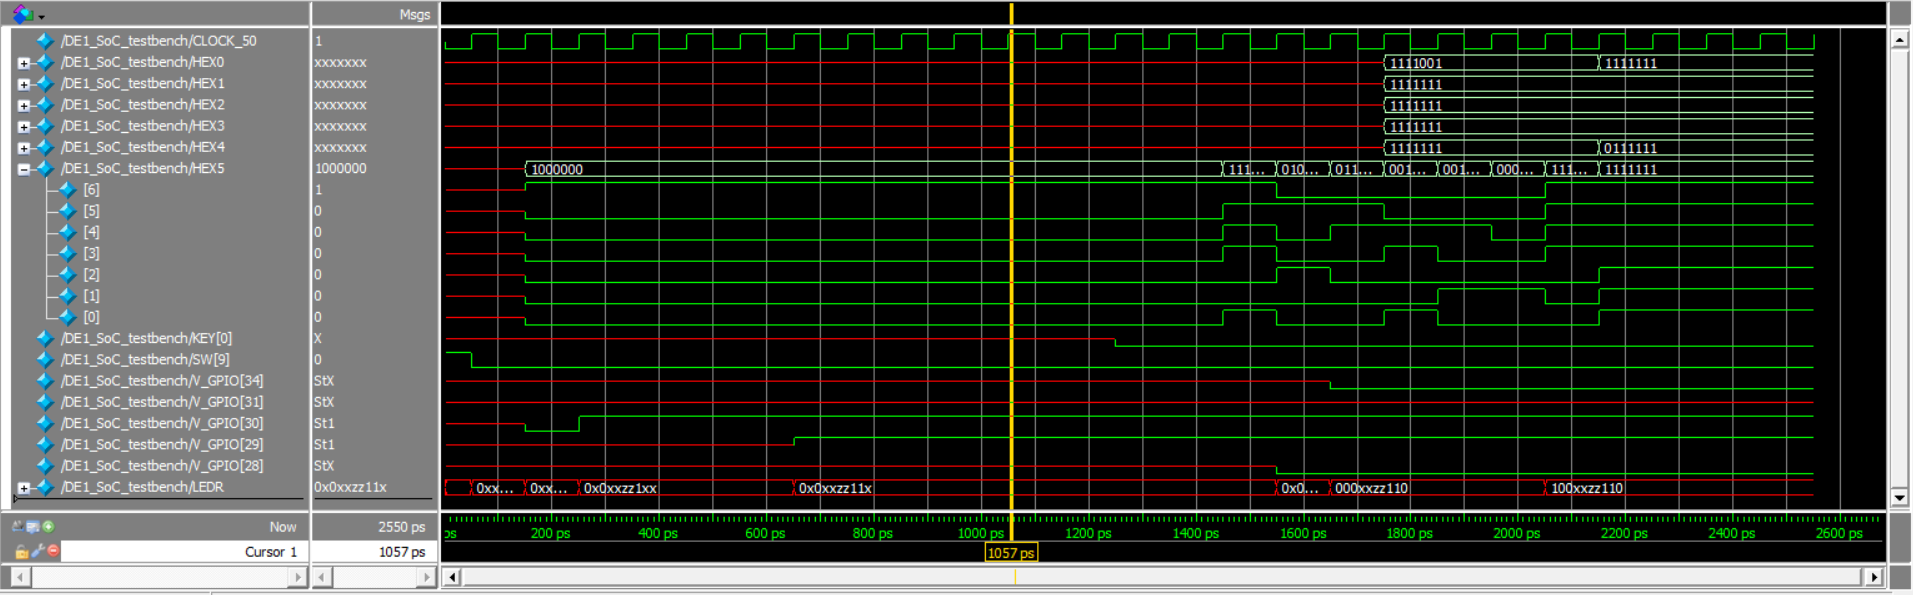 Msgs
/DE1_SoC_testbench/CLOCK_50 1
/DE1_SoC_testbench/HEX0 xxxxxxx 1111001 1111111
/DE1_SoC_testbench/HEX1 xxxxxxx 1111111
/DE1_SoC_testbench/HEX2 xxxxxxx 1111111
/DE1_SoC_testbench/HEX3 xxxxxxx 1111111
/DE1_SoC_testbench/HEX4 xxxxxxx 1111111 0111111
/DE1_SoC_testbench/HEX5 1000000 1000000 111... 010... 011... 001... 001... 000... 111... 1111111
[6] 1
[5] 0
[4] 0
[3] 0
[2] 0
[1] 0
[0] 0
/DE1_SoC_testbench/KEY[0] X
/DE1_SoC_testbench/SW[9] 0
/DE1_SoC_testbench/V_GPIO[34] StX
/DE1_SoC_testbench/V_GPIO[31] StX
/DE1_SoC_testbench/V_GPIO[30] St1
/DE1_SoC_testbench/V_GPIO[29] St1
/DE1_SoC_testbench/V_GPIO[28] StX
/DE1_SoC_testbench/LEDR 0x0xxzz11x 0xx... 0xx... 0x0xxzz1xx 0x0xxzz11x 0x0... 000xxzz110 100xxzz110
Now 2550 ps ps 200 ps 400 ps 600 ps 800 ps 1000 ps 1200 ps 1400 ps 1600 ps 1800 ps 2000 ps 2200 ps 2400 ps 2600 ps
Cursor 1 1057 ps 1057 ps